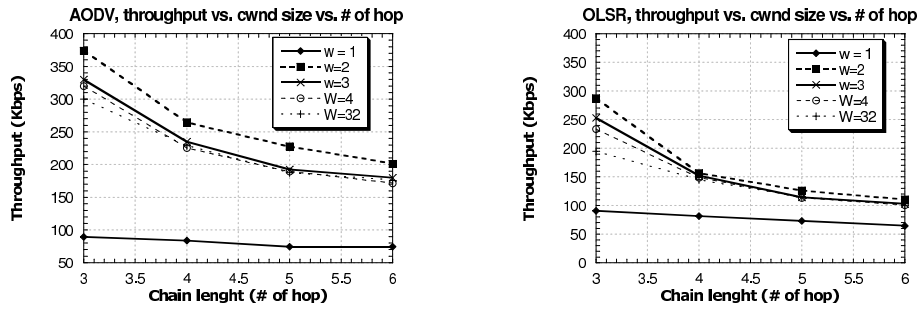 AODV, throughput vs. cwnd size vs. # of hop
Throughput (Kbps)
400
350
300
250
200
150
100
50
w = 1
w=2
w=3
W=4
W=32
3 3.5 4 4.5 5 5.5 6
Chain lenght (# of hop)
OLSR, throughput vs. cwnd size vs. # of hop
Throughput (Kbps)
400
350
300
250
200
150
100
50
0
w = 1
w=2
w=3
W=4
W=32
3 3.5 4 4.5 5 5.5 6
Chain lenght (# of hop)